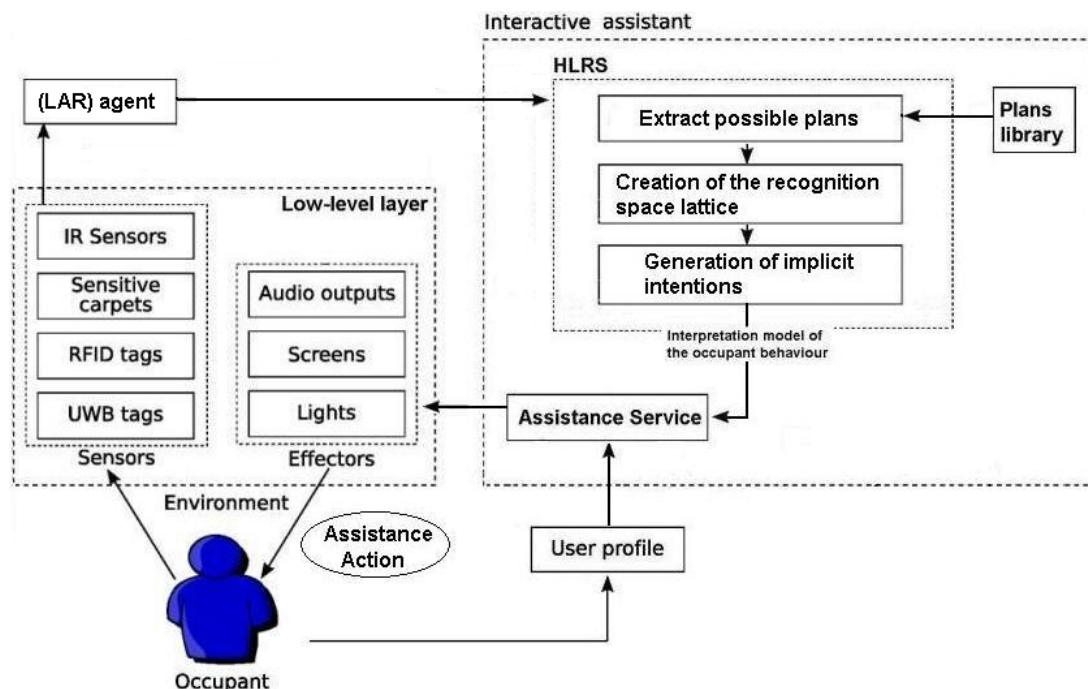 Interactive assistant
HLRS
(LAR) agent
Extract possible plans
Plans
library
Creation of the recognition
space lattice
Low-level layer
IR Sensors
Generation of implicit
intentions
Sensitive
carpets
Audio outputs
Interpretation model of
the occupant behaviour
RFID tags
Screens
UWB tags
Lights
Assistance Service
Sensors
Effectors
Environment
Assistance
Action
User profile
Occupant